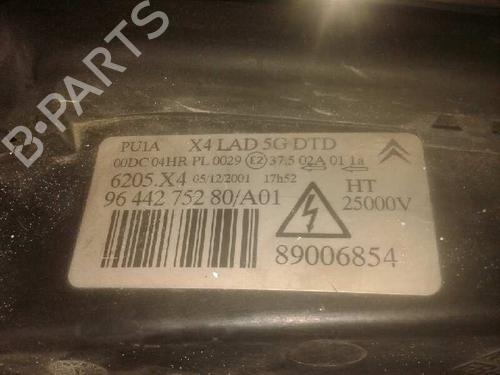 B-PARTS
PU1A X4 LAD 5G DTD
00DC 04HR PL 0029 E2 37.5 02A 01 1a
6205.X4 05/12/2001 17h52
96 442 752 80/A01
HT
25000V
89006854